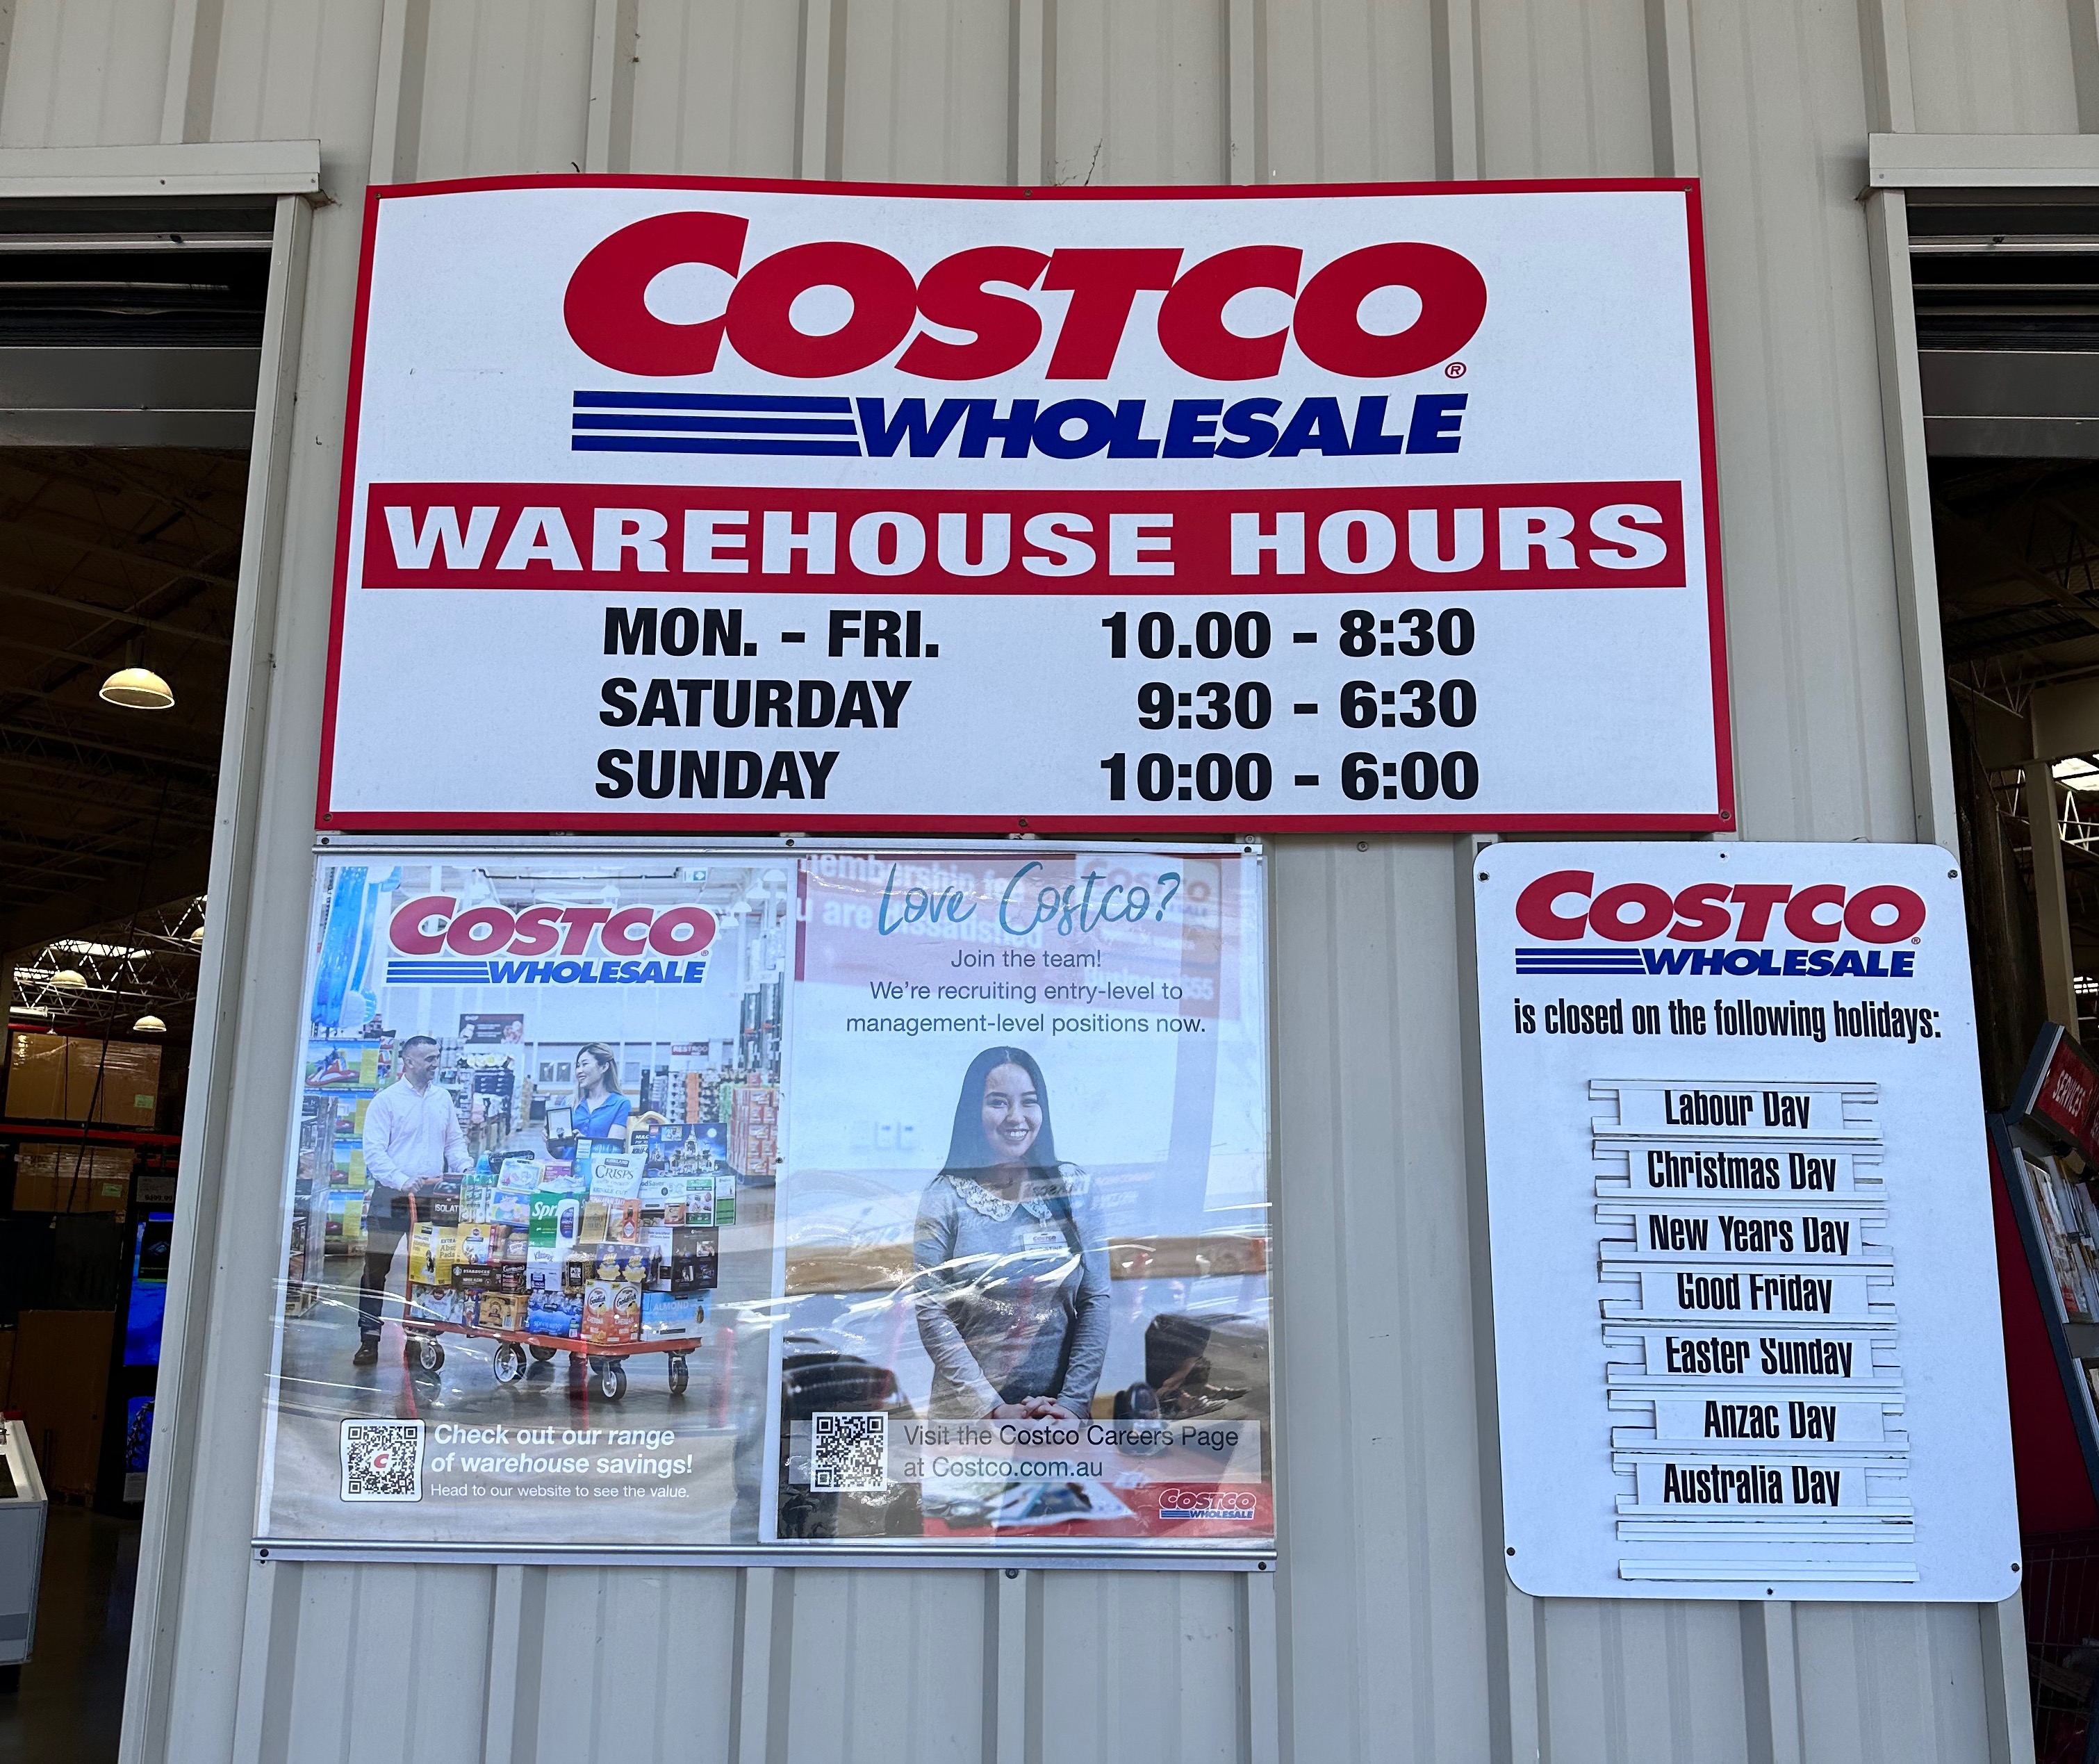 COSTCO
WHOLESALE
WAREHOUSE HOURS
MON. - FRI. 10.00 - 8:30
SATURDAY 9:30 - 6:30
SUNDAY 10:00 - 6:00
COSTCO
WHOLESALE
CRISPS
Check out our range
of warehouse savings!
Head to our website to see the value.
Love Costco?
Join the team!
We're recruiting entry-level to
management-level positions now.
Visit the Costco Careers Page
at Costco.com.au
COSTCO
WHOLESALE
COSTCO
WHOLESALE
is closed on the following holidays:
Labour Day
Christmas Day
New Years Day
Good Friday
Easter Sunday
Anzac Day
Australia Day
SERVICES